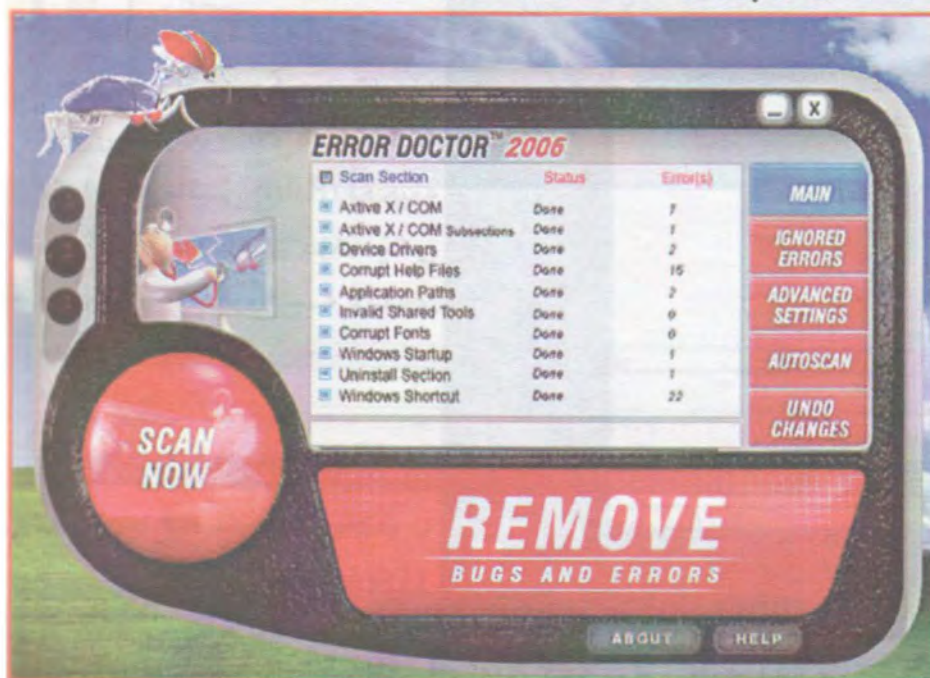 ERROR DOCTOR™ 2006
Scan Section Status Error(s)
Axtive X / COM Done 7
Axtive X / COM Subsections Done 1
Device Drivers Done 2
Corrupt Help Files Done 16
Application Paths Done 2
Invalid Shared Tools Done 0
Corrupt Fonts Done 0
Windows Startup Done 1
Uninstall Section Done 1
Windows Shortcut Done 22
X
MAIN
IGNORED
ERRORS
ADVANCED
SETTINGS
AUTOSCAN
UNDO
CHANGES
SCAN
NOW
REMOVE
BUGS AND ERRORS
ABOUT HELP